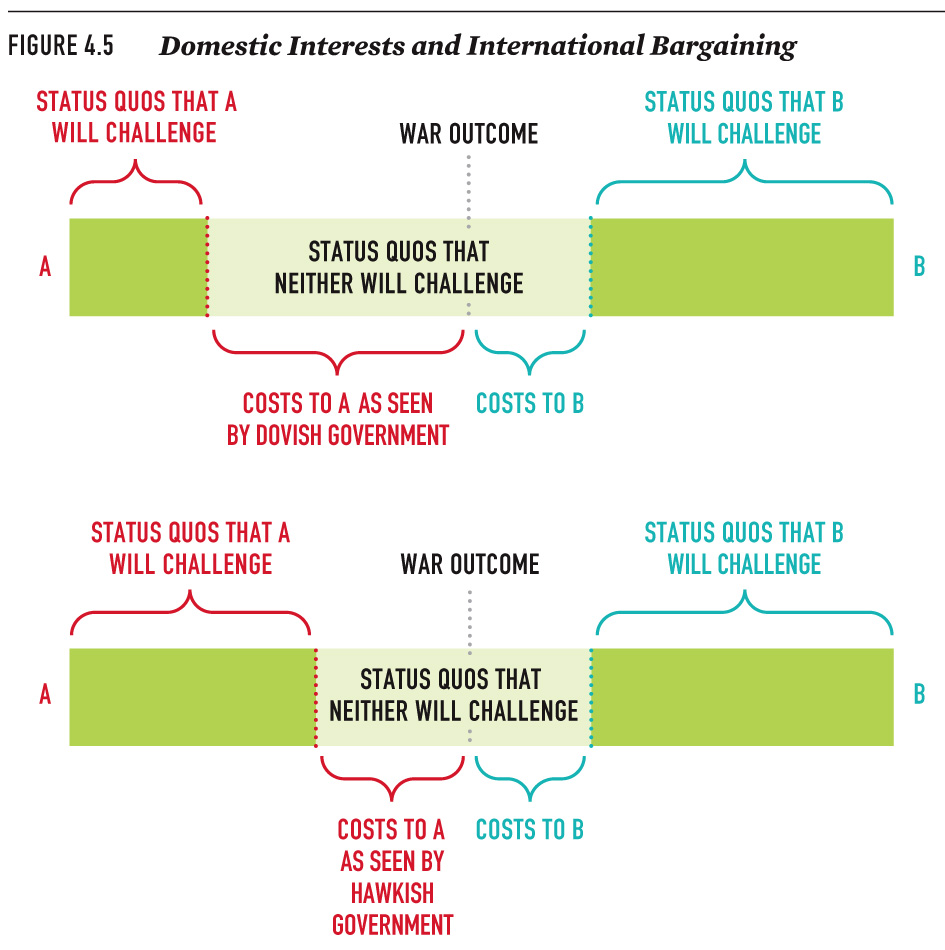 FIGURE 4.5 Domestic Interests and International Bargaining
STATUS QUOS THAT A
WILL CHALLENGE
WAR OUTCOME
STATUS QUOS THAT B
WILL CHALLENGE
A
STATUS QUOS THAT
NEITHER WILL CHALLENGE
B
COSTS TO A AS SEEN
BY DOVISH GOVERNMENT
COSTS TO B
STATUS QUOS THAT A
WILL CHALLENGE
WAR OUTCOME
STATUS QUOS THAT B
WILL CHALLENGE
A
STATUS QUOS THAT
NEITHER WILL CHALLENGE
B
COSTS TO A
AS SEEN BY
HAWKISH
GOVERNMENT
COSTS TO B